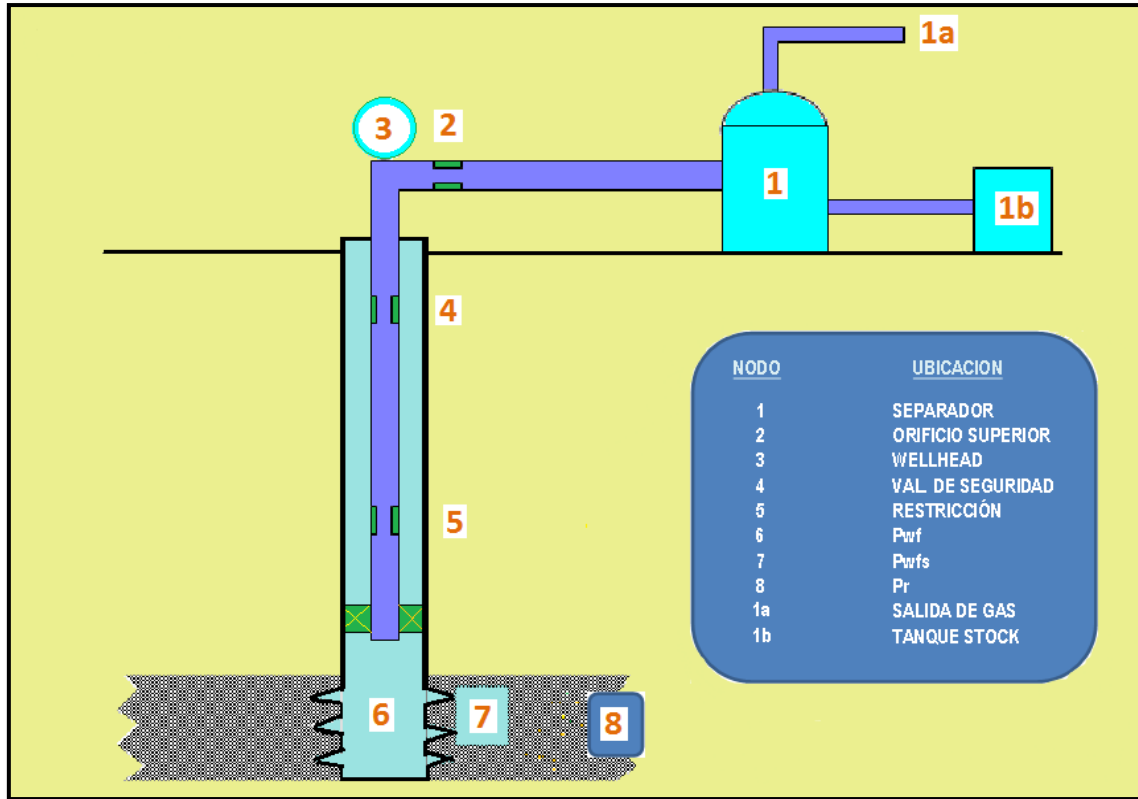 1a
3 2
1
1b
4
5
6 7 8
NODO UBICACION
1 SEPARADOR
2 ORIFICIO SUPERIOR
3 WELLHEAD
4 VAL. DE SEGURIDAD
5 RESTRICCIÓN
6 Pwf
7 Pwfs
8 Pr
1a SALIDA DE GAS
1b TANQUE STOCK